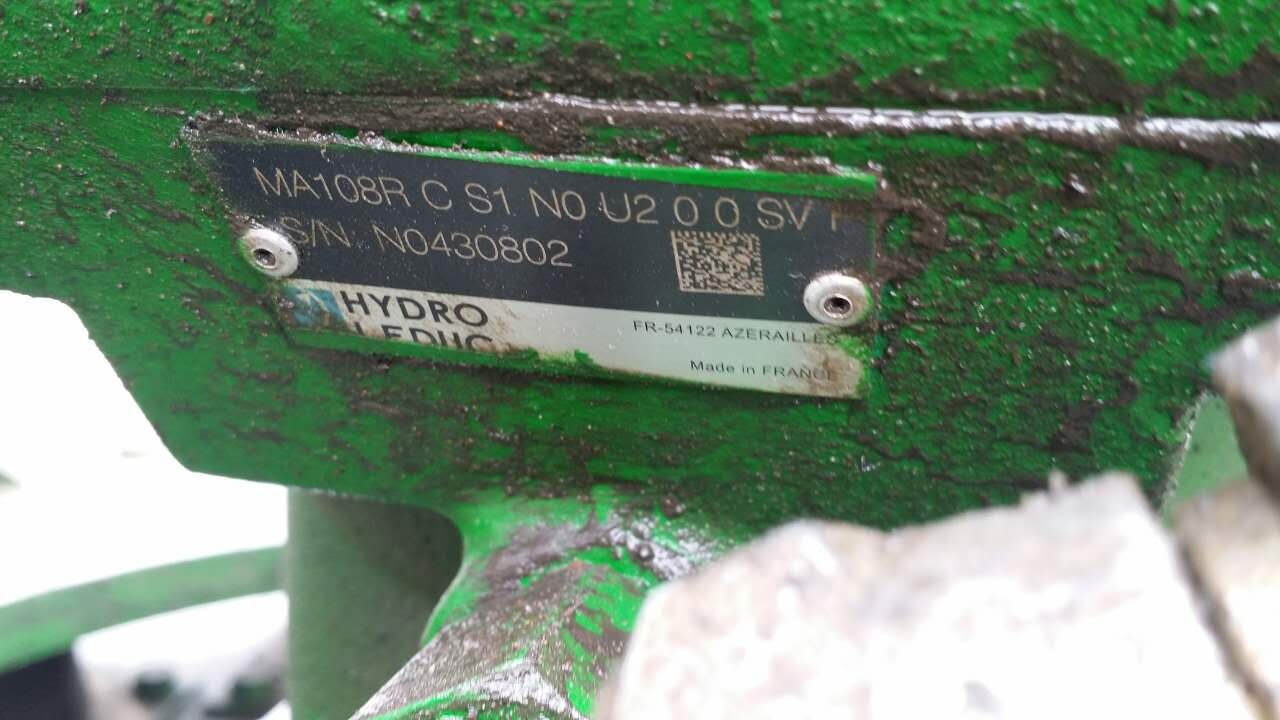 MA108R C S1 N0 U2 0 0 SV
S/N N0430802
HYDRO
LEDUC
FR-54122 AZERAILLES
Made in FRANCE